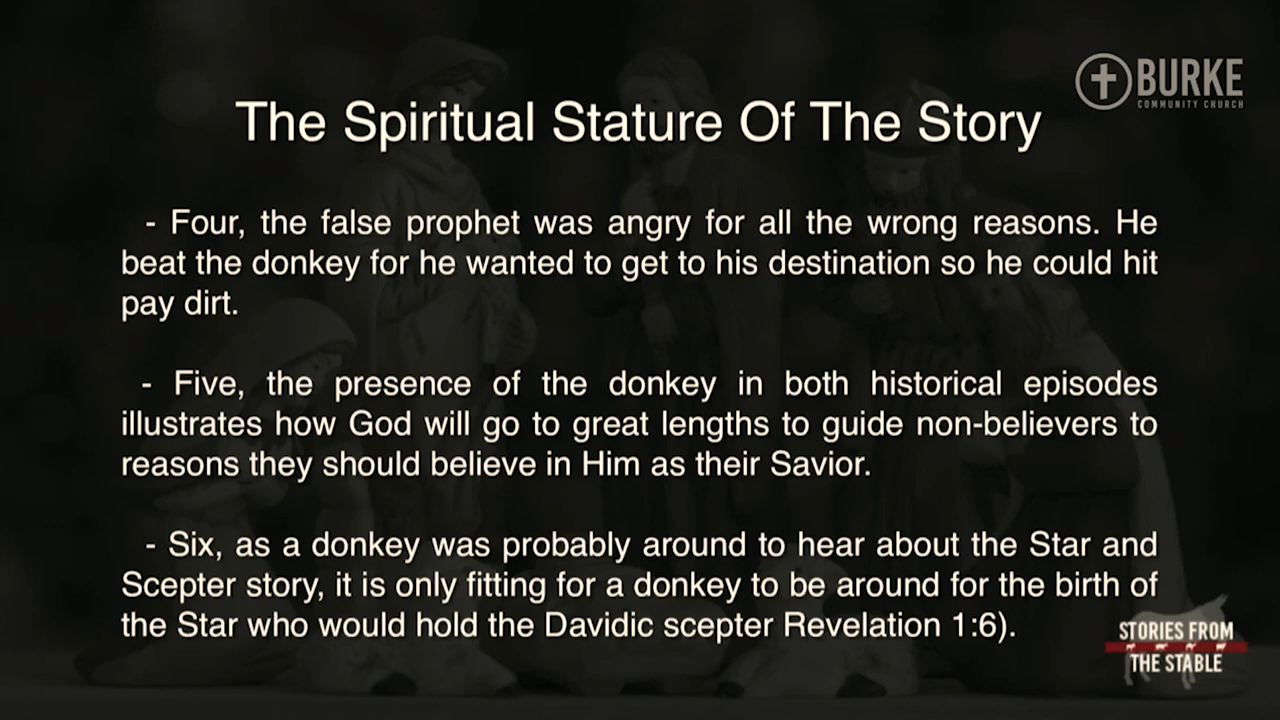 BURKE
COMMUNITY CHURCH
The Spiritual Stature Of The Story
- Four, the false prophet was angry for all the wrong reasons. He
beat the donkey for he wanted to get to his destination so he could hit
pay dirt.
- Five, the presence of the donkey in both historical episodes
illustrates how God will go to great lengths to guide non-believers to
reasons they should believe in Him as their Savior.
- Six, as a donkey was probably around to hear about the Star and
Scepter story, it is only fitting for a donkey to be around for the birth of
the Star who would hold the Davidic scepter Revelation 1:6).
STORIES FROM
THE STABLE